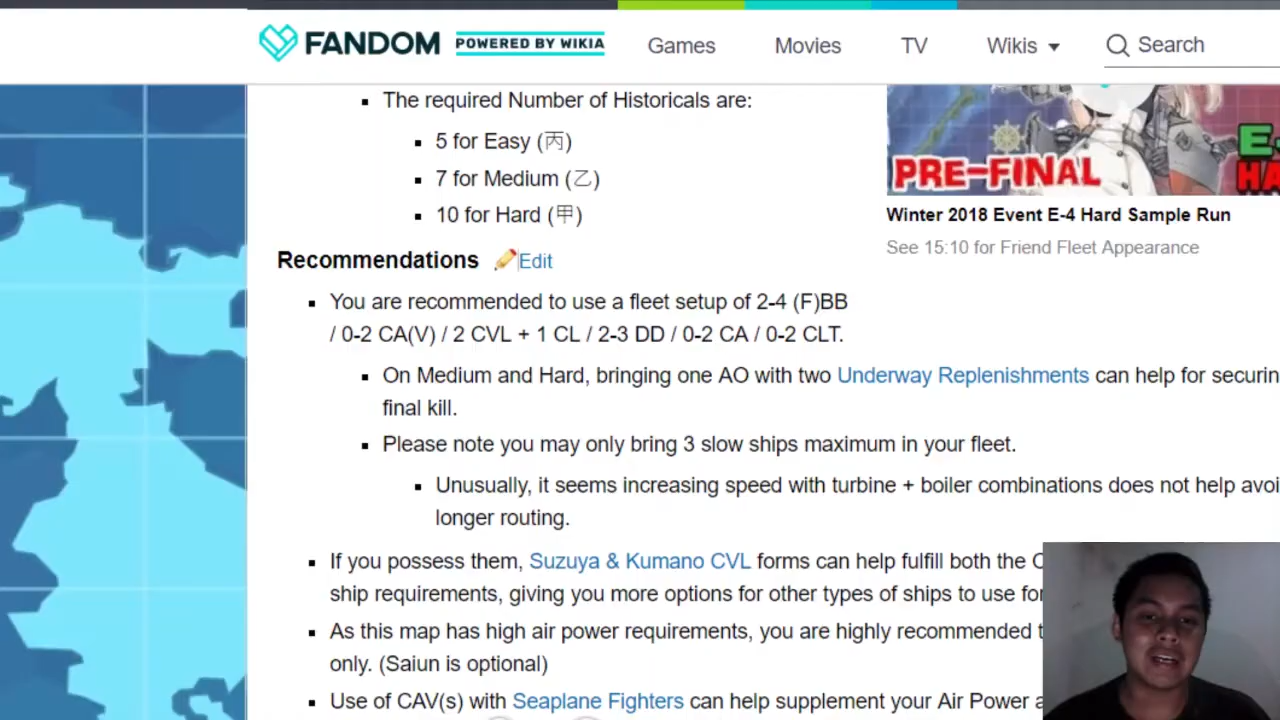 FANDOM POWERED BY WIKIA Games Movies TV Wikis Search
The required Number of Historicals are:
5 for Easy (丙)
7 for Medium (乙)
10 for Hard (甲)
PRE-FINAL
Winter 2018 Event E-4 Hard Sample Run
See 15:10 for Friend Fleet Appearance
Recommendations Edit
You are recommended to use a fleet setup of 2-4 (F)BB
/ 0-2 CA(V) / 2 CVL + 1 CL / 2-3 DD / 0-2 CA / 0-2 CLT.
On Medium and Hard, bringing one AO with two Underway Replenishments can help for securin
final kill.
Please note you may only bring 3 slow ships maximum in your fleet.
Unusually, it seems increasing speed with turbine + boiler combinations does not help avoi
longer routing.
If you possess them, Suzuya & Kumano CVL forms can help fulfill both the
ship requirements, giving you more options for other types of ships to use
As this map has high air power requirements, you are highly recommended
only. (Saiun is optional)
Use of CAV(s) with Seaplane Fighters can help supplement your Air Power